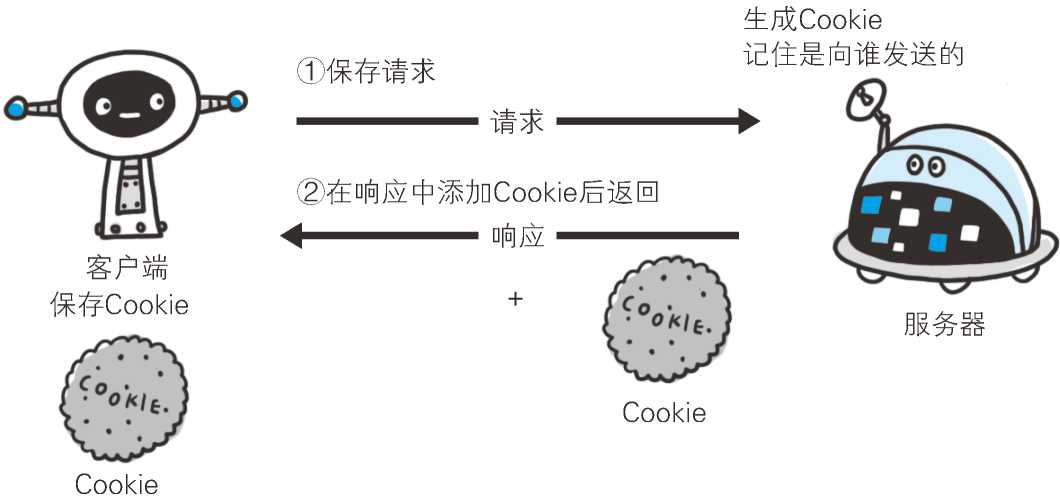 生成Cookie
记住是向谁发送的
①保存请求
请求
②在响应中添加Cookie后返回
响应
客户端
保存Cookie
+
COOKIE.
服务器
COOKIE.
Cookie
Cookie